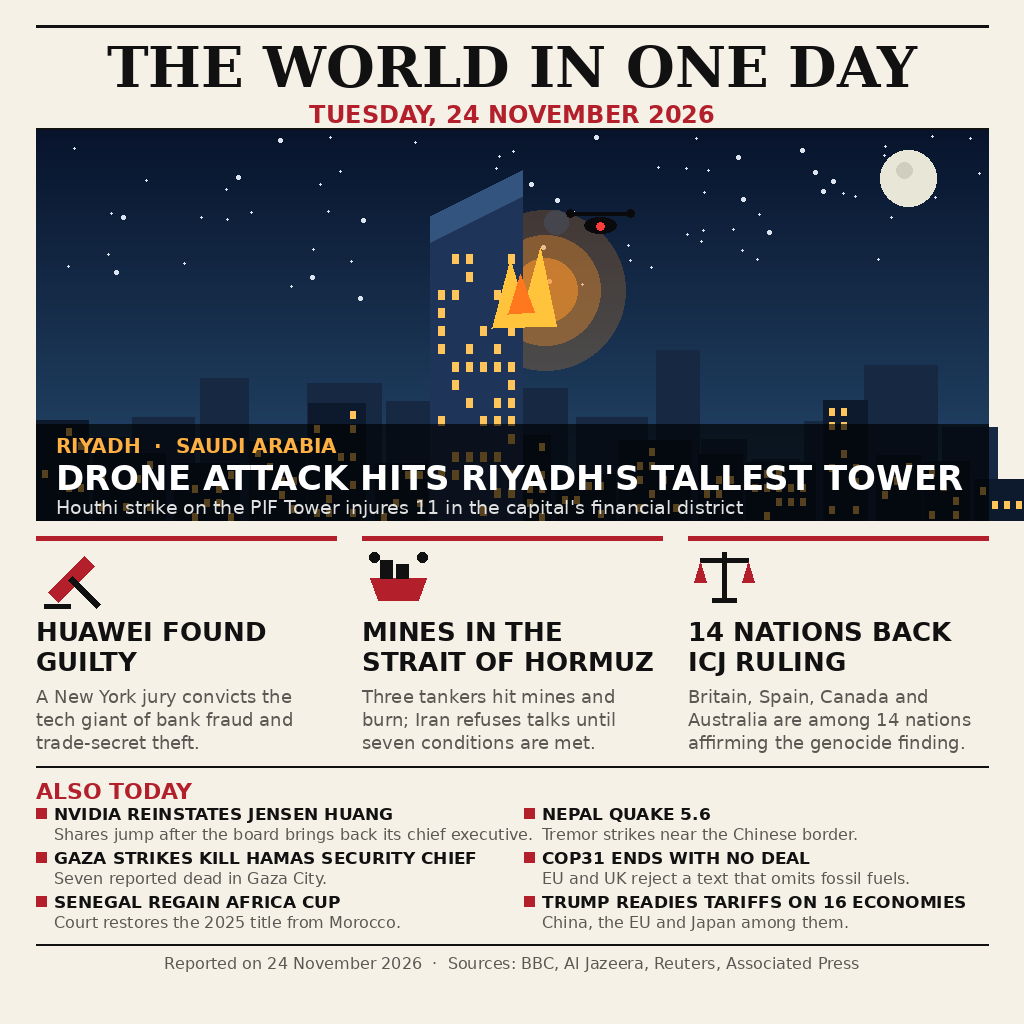 THE WORLD IN ONE DAY
TUESDAY, 24 NOVEMBER 2026
RIYADH · SAUDI ARABIA
DRONE ATTACK HITS RIYADH'S TALLEST TOWER
Houthi strike on the PIF Tower injures 11 in the capital's financial district
HUAWEI FOUND
GUILTY
A New York jury convicts the
tech giant of bank fraud and
trade-secret theft.
MINES IN THE
STRAIT OF HORMUZ
Three tankers hit mines and
burn; Iran refuses talks until
seven conditions are met.
14 NATIONS BACK
ICJ RULING
Britain, Spain, Canada and
Australia are among 14 nations
affirming the genocide finding.
ALSO TODAY
NVIDIA REINSTATES JENSEN HUANG
Shares jump after the board brings back its chief executive.
GAZA STRIKES KILL HAMAS SECURITY CHIEF
Seven reported dead in Gaza City.
SENEGAL REGAIN AFRICA CUP
Court restores the 2025 title from Morocco.
NEPAL QUAKE 5.6
Tremor strikes near the Chinese border.
COP31 ENDS WITH NO DEAL
EU and UK reject a text that omits fossil fuels.
TRUMP READIES TARIFFS ON 16 ECONOMIES
China, the EU and Japan among them.
Reported on 24 November 2026 · Sources: BBC, Al Jazeera, Reuters, Associated Press